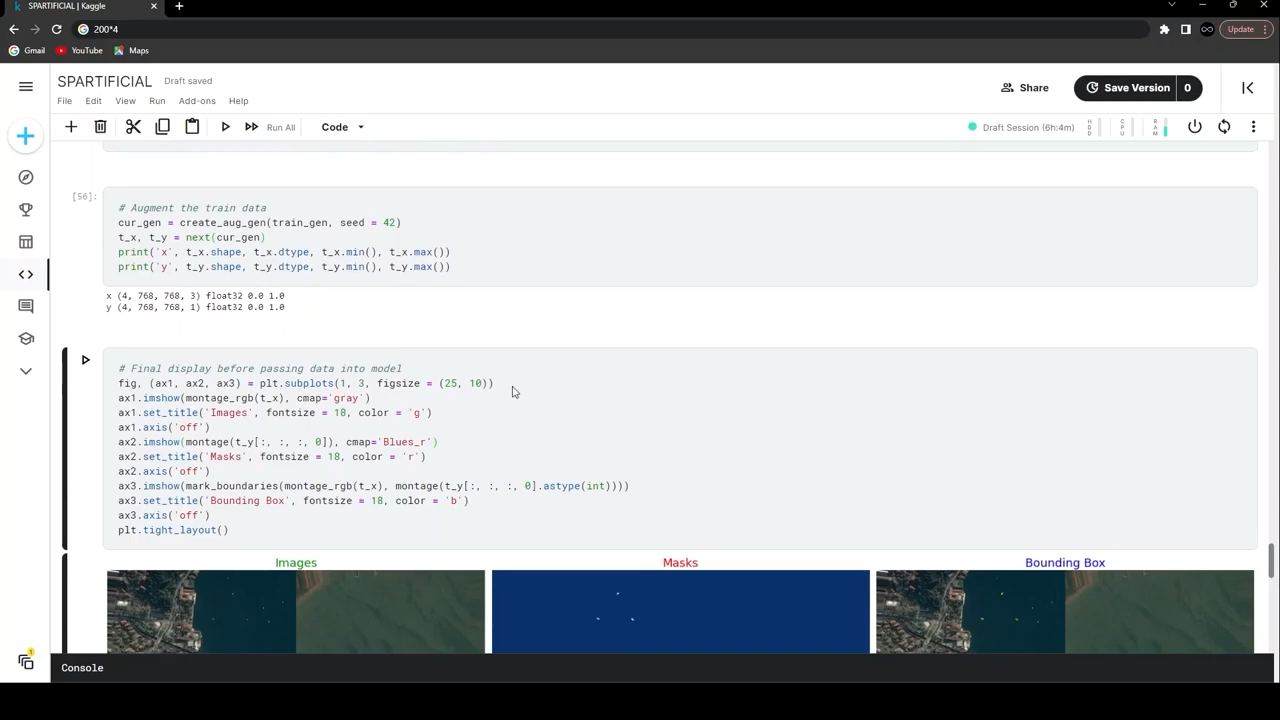 SPARTIFICIAL | Kaggle
200*4
Update
Gmail
YouTube
Maps
SPARTIFICIAL
Draft saved
Share
Save Version
0
File
Edit
View
Run
Add-ons
Help
Run All
Code
Draft Session (6h:4m)
HDD
CPU
RAM
[56]:
# Augment the train data
cur_gen = create_aug_gen(train_gen, seed = 42)
t_x, t_y = next(cur_gen)
print('x', t_x.shape, t_x.dtype, t_x.min(), t_x.max())
print('y', t_y.shape, t_y.dtype, t_y.min(), t_y.max())
x (4, 768, 768, 3) float32 0.0 1.0
y (4, 768, 768, 1) float32 0.0 1.0
# Final display before passing data into model
fig, (ax1, ax2, ax3) = plt.subplots(1, 3, figsize = (25, 10))
ax1.imshow(montage_rgb(t_x), cmap='gray')
ax1.set_title('Images', fontsize = 18, color = 'g')
ax1.axis('off')
ax2.imshow(montage(t_y[:, :, :, 0]), cmap='Blues_r')
ax2.set_title('Masks', fontsize = 18, color = 'r')
ax2.axis('off')
ax3.imshow(mark_boundaries(montage_rgb(t_x), montage(t_y[:, :, :, 0].astype(int))))
ax3.set_title('Bounding Box', fontsize = 18, color = 'b')
ax3.axis('off')
plt.tight_layout()
Images
Masks
Bounding Box
1
Console